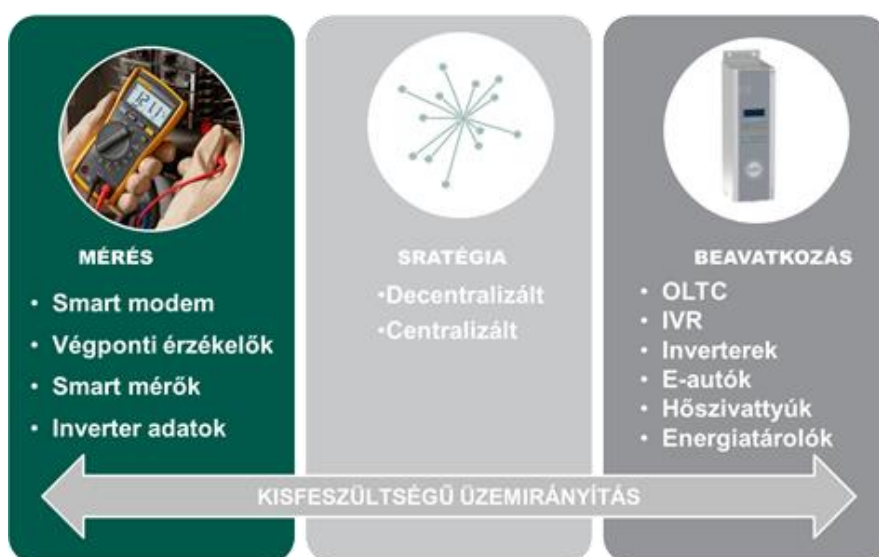 MÉRÉS
• Smart modem
• Végponti érzékelők
• Smart mérők
• Inverter adatok
SRATÉGIA
•Decentralizált
•Centralizált
BEAVATKOZÁS
• OLTC
• IVR
• Inverterek
• E-autók
• Hőszivattyúk
• Energiatárolók
KISFESZÜLTSÉGŰ ÜZEMIRÁNYÍTÁS